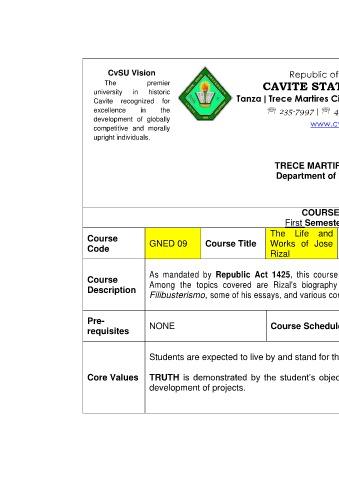 CvSU Vision
The premier
university in historic
Cavite recognized for
excellence in the
development of globally
competitive and morally
upright individuals.
Republic of
CAVITE STAT
Tanza | Trece Martires Ci
☏ 235-7997 | ☏ 4
www.cv
TRECE MARTIR
Department of
COURSE
First Semeste
Course Code
GNED 09
Course Title
The Life and
Works of Jose
Rizal
Course
Description
As mandated by Republic Act 1425, this course
Among the topics covered are Rizal's biography
Filibusterismo, some of his essays, and various cor
Pre-
requisites
NONE
Course Schedule
Core Values
Students are expected to live by and stand for th
TRUTH is demonstrated by the student's objec
development of projects.